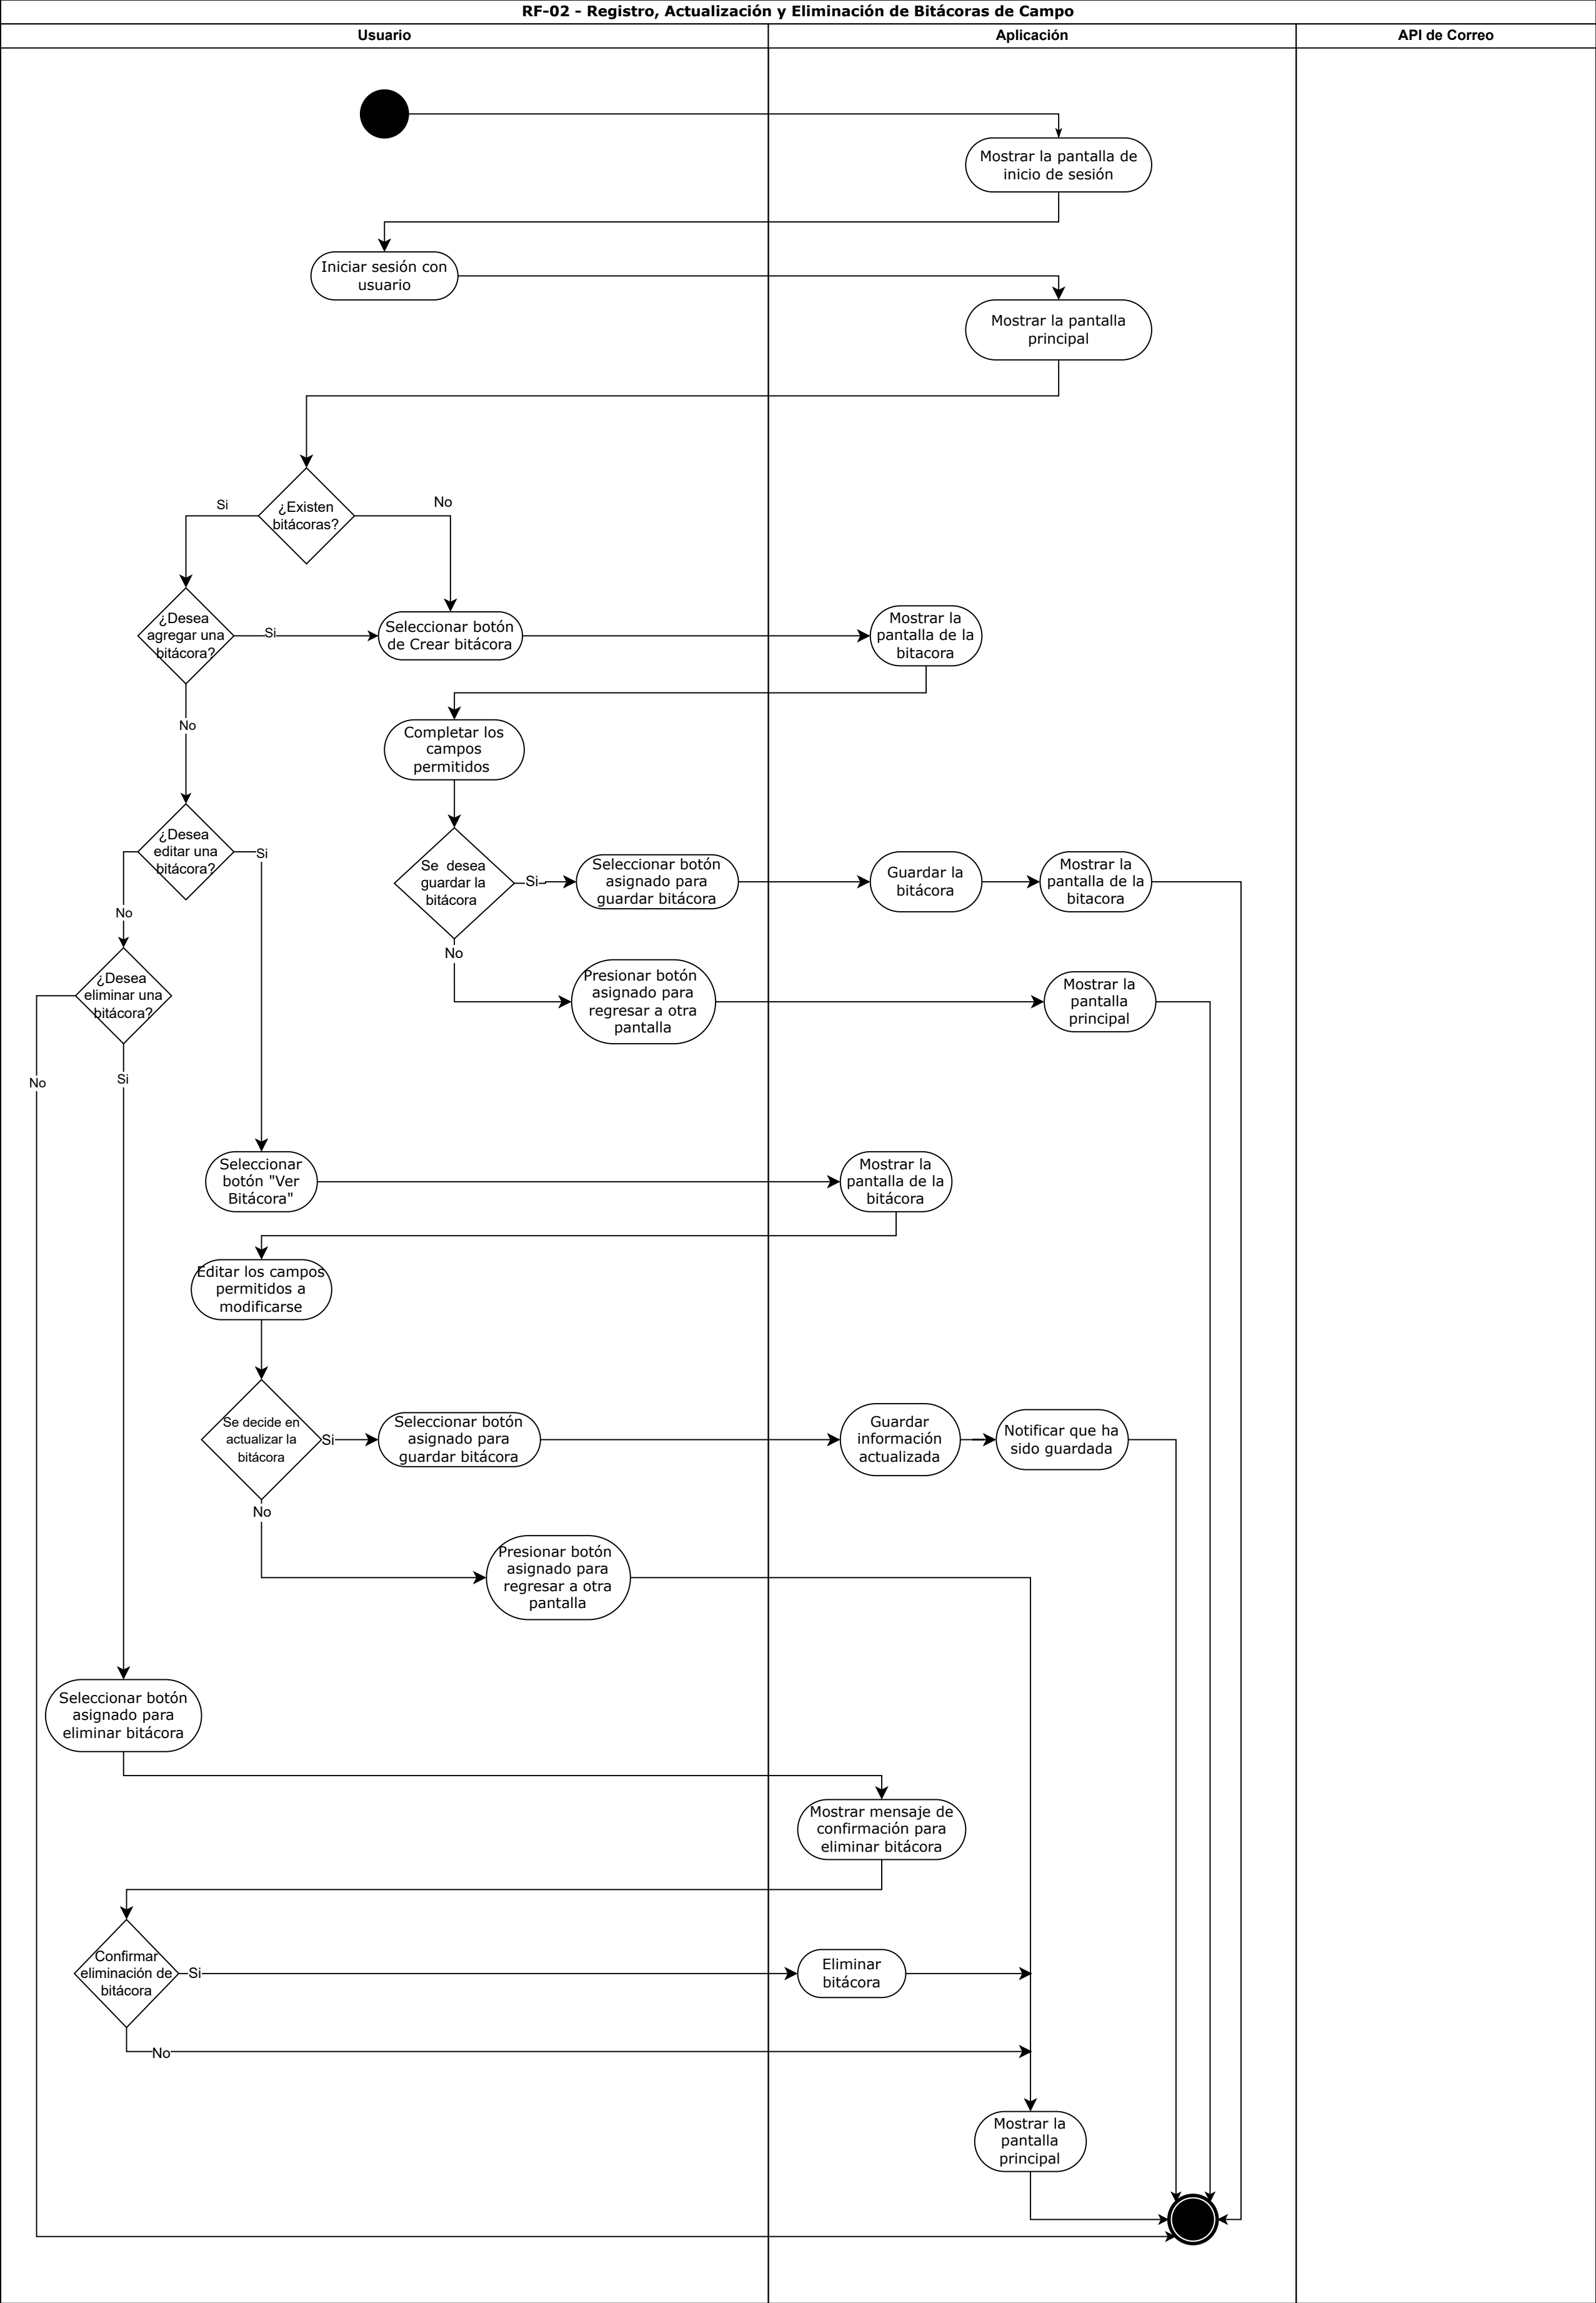 RF-02 - Registro, Actualización y Eliminación de Bitácoras de Campo
Usuario
Aplicación
API de Correo
Mostrar la pantalla de
inicio de sesión
Iniciar sesión con
usuario
Mostrar la pantalla
principal
¿Existen
bitácoras?
Si
No
¿Desea
agregar una
bitácora?
Si
No
Seleccionar botón
de Crear bitácora
Mostrar la
pantalla de la
bitacora
Completar los
campos
permitidos
¿Desea
editar una
bitácora?
Si
No
Se desea
guardar la
bitácora
Si
No
Seleccionar botón
asignado para
guardar bitácora
Guardar la
bitácora
Mostrar la
pantalla de la
bitacora
¿Desea
eliminar una
bitácora?
No
Si
Presionar botón
asignado para
regresar a otra
pantalla
Mostrar la
pantalla
principal
Seleccionar
botón "Ver
Bitácora"
Mostrar la
pantalla de la
bitácora
Editar los campos
permitidos a
modificarse
Se decide en
actualizar la
bitácora
Si
No
Seleccionar botón
asignado para
guardar bitácora
Guardar
información
actualizada
Notificar que ha
sido guardada
Presionar botón
asignado para
regresar a otra
pantalla
Seleccionar botón
asignado para
eliminar bitácora
Mostrar mensaje de
confirmación para
eliminar bitácora
Confirmar
eliminación de
bitácora
Si
No
Eliminar
bitácora
Mostrar la
pantalla
principal